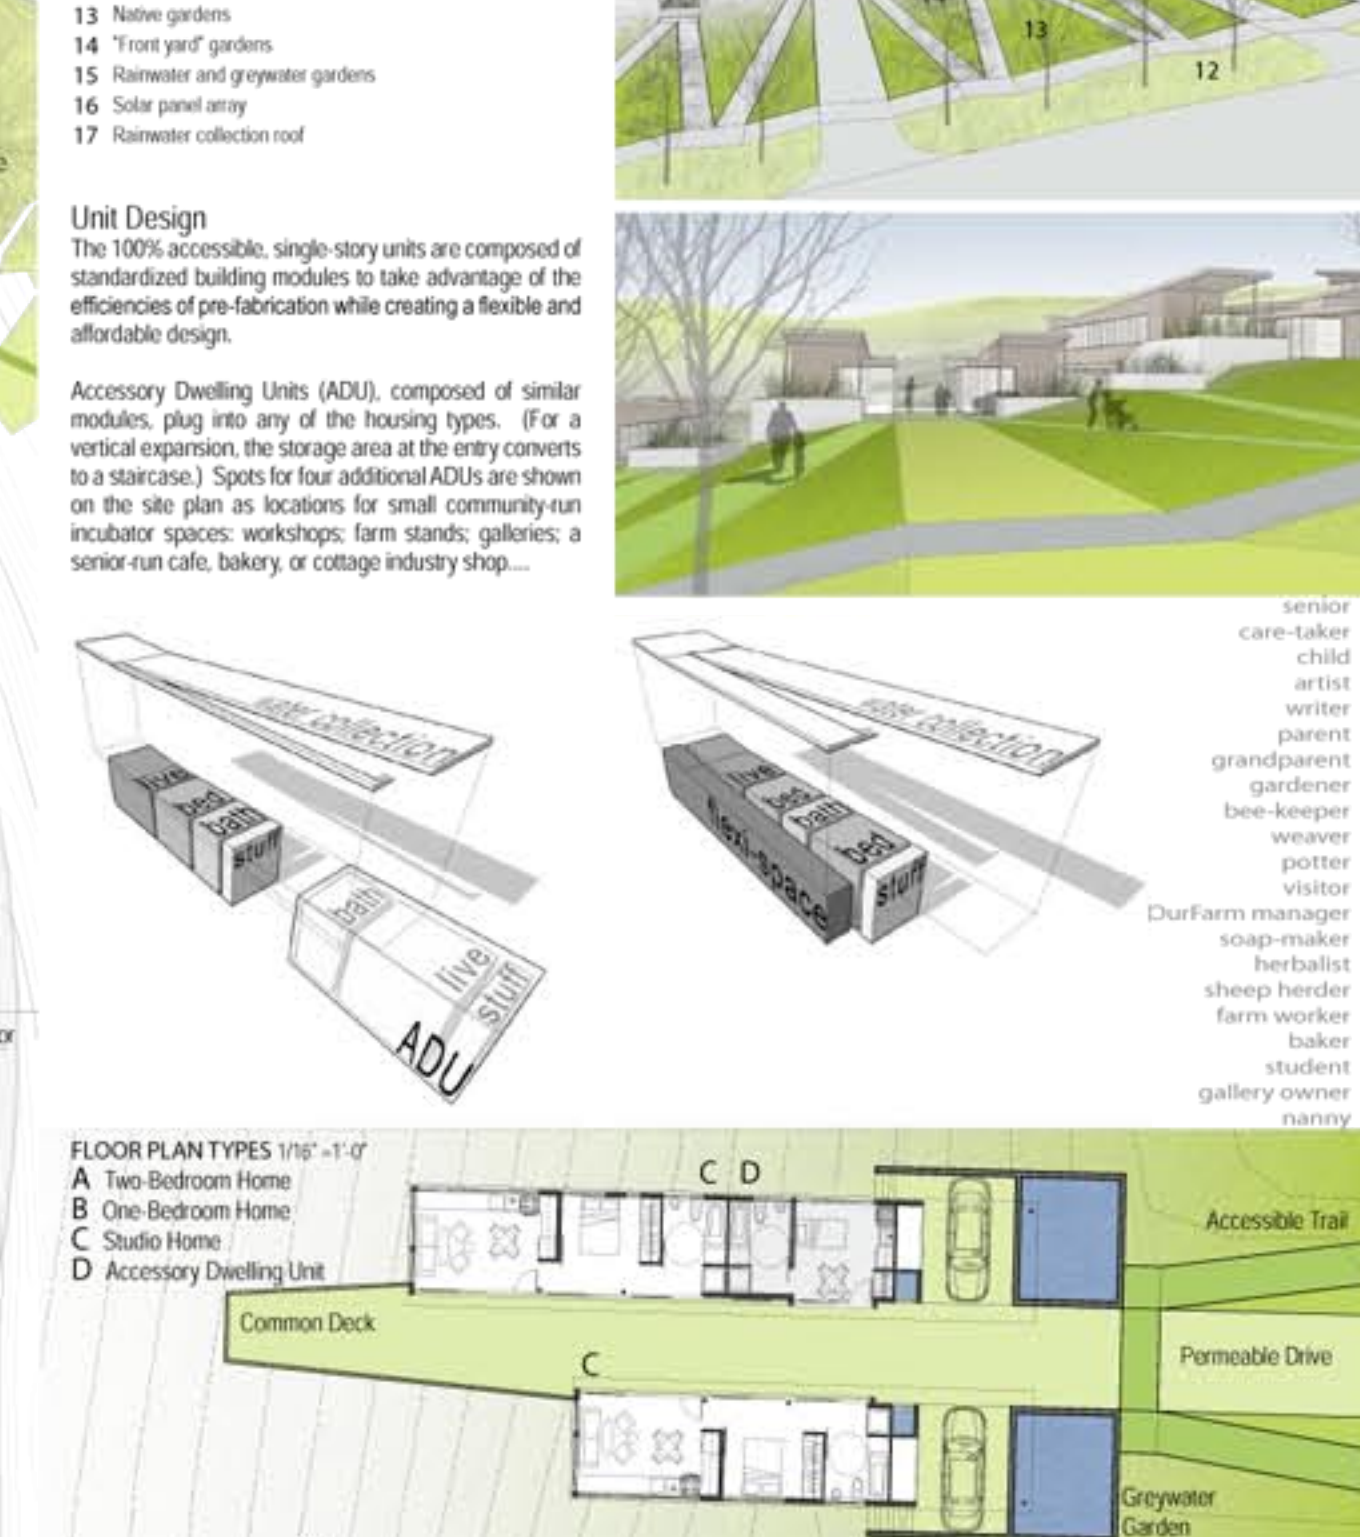 13 Native gardens
14 "Front yard" gardens
15 Rainwater and greywater gardens
16 Solar panel array
17 Rainwater collection roof
13
12
Unit Design
The 100% accessible, single-story units are composed of
standardized building modules to take advantage of the
efficiencies of pre-fabrication while creating a flexible and
affordable design.
Accessory Dwelling Units (ADU), composed of similar
modules, plug into any of the housing types. (For a
vertical expansion, the storage area at the entry converts
to a staircase.) Spots for four additional ADUs are shown
on the site plan as locations for small community-run
incubator spaces: workshops; farm stands; galleries; a
senior-run cafe, bakery, or cottage industry shop....
water collection
live
bed
bath
stuff
bath
live
stuff
ADU
water collection
live
bed
bath
bed
stuff
flexi-space
senior
care-taker
child
artist
writer
parent
grandparent
gardener
bee-keeper
weaver
potter
visitor
DurFarm manager
soap-maker
herbalist
sheep herder
farm worker
baker
student
gallery owner
nanny
FLOOR PLAN TYPES 1/16" =1'-0"
A Two-Bedroom Home
B One-Bedroom Home
C Studio Home
D Accessory Dwelling Unit
C D
Accessible Trail
Common Deck
Permeable Drive
C
Greywater
Garden